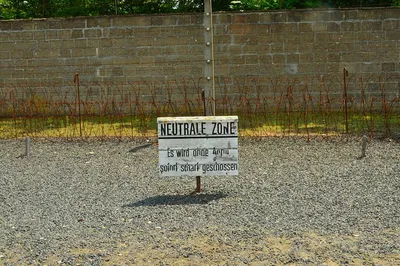 NEUTRALE ZONE
Es wird ohne Anruf
sofort scharf geschossen